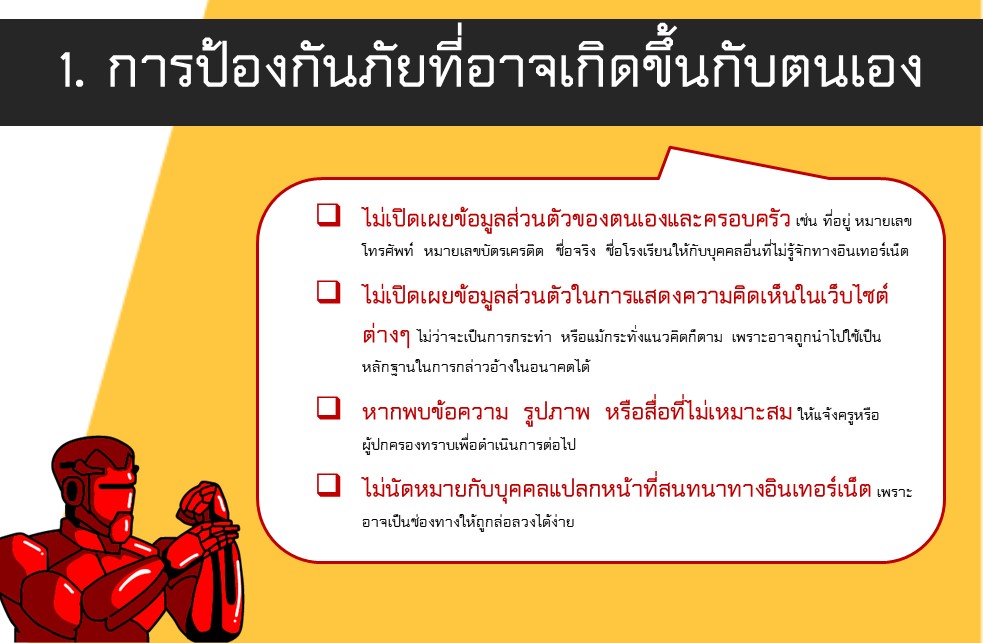 1. การป้องกันภัยที่อาจเกิดขึ้นกับตนเอง
❑ ไม่เปิดเผยข้อมูลส่วนตัวของตนเองและครอบครัว เช่น ที่อยู่ หมายเลข
โทรศัพท์ หมายเลขบัตรเครดิต ชื่อจริง ชื่อโรงเรียนให้กับบุคคลอื่นที่ไม่รู้จักทางอินเทอร์เน็ต
❑ ไม่เปิดเผยข้อมูลส่วนตัวในการแสดงความคิดเห็นในเว็บไซต์
ต่างๆ ไม่ว่าจะเป็นการกระทำ หรือแม้กระทั่งแนวคิดก็ตาม เพราะอาจถูกนำไปใช้เป็น
หลักฐานในการกล่าวอ้างในอนาคตได้
❑ หากพบข้อความ รูปภาพ หรือสื่อที่ไม่เหมาะสม ให้แจ้งครูหรือ
ผู้ปกครองทราบเพื่อดำเนินการต่อไป
❑ ไม่นัดหมายกับบุคคลแปลกหน้าที่สนทนาทางอินเทอร์เน็ต เพราะ
อาจเป็นช่องทางให้ถูกล่อลวงได้ง่าย